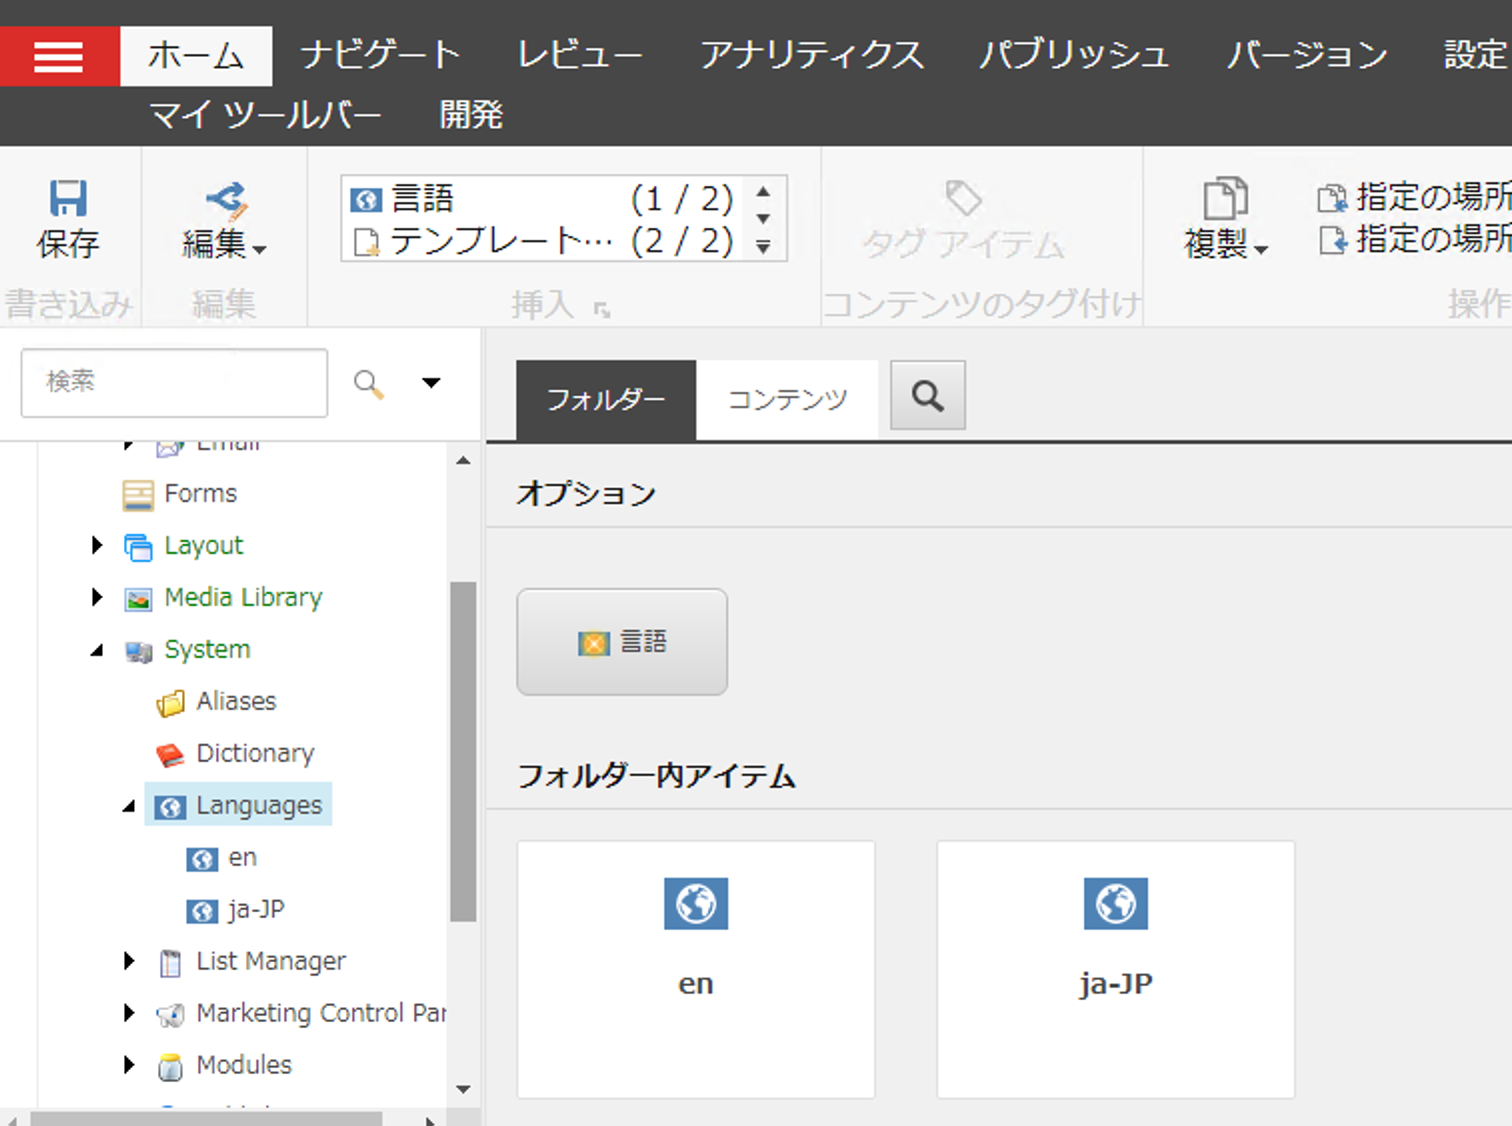 ホーム ナビゲート レビュー アナリティクス パブリッシュ バージョン 設定
マイ ツールバー 開発
保存
書き込み
編集
編集
言語 (1 / 2)
テンプレート… (2 / 2)
挿入
タグ アイテム
コンテンツのタグ付け
複製
指定の場所
指定の場所
操作
検索
Email
Forms
Layout
Media Library
System
Aliases
Dictionary
Languages
en
ja-JP
List Manager
Marketing Control Par
Modules
フォルダー コンテンツ
オプション
言語
フォルダー内アイテム
en
ja-JP